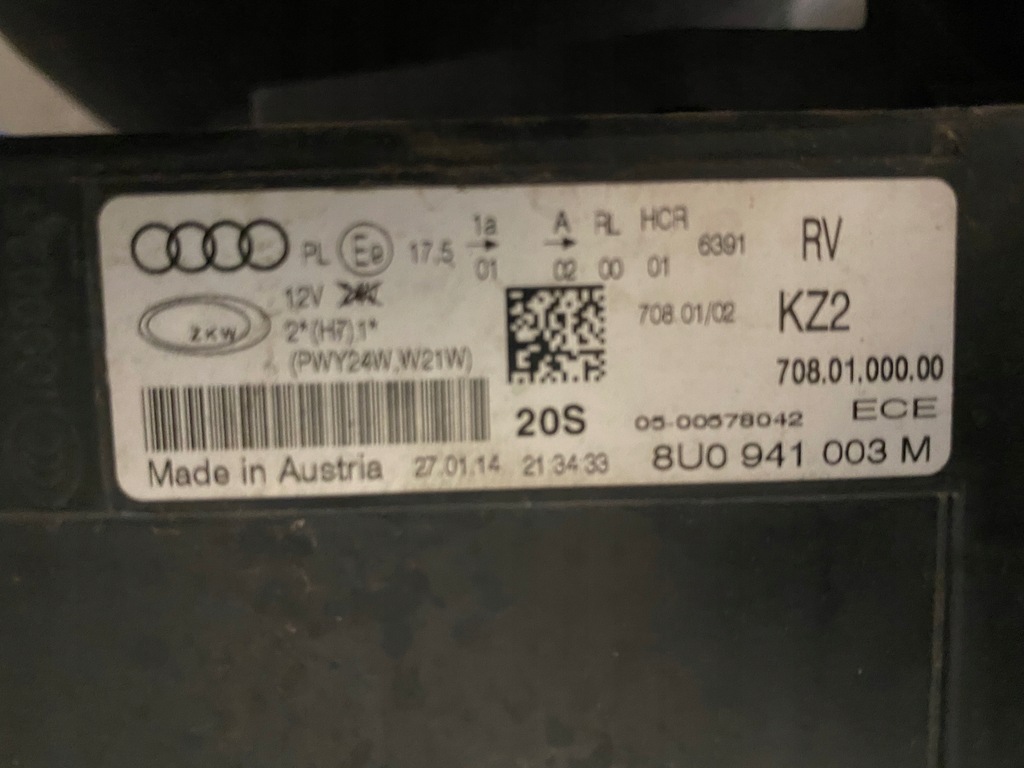 PL E9 17.5 1a → 01 A → 02 RL 00 HCR 01 6391 RV
12V
ZKW 2*(H7),1* 708.01/02 KZ2
(PWY24W,W21W) 708.01.000.00
20S 05-00578042 ECE
Made in Austria 27.01.14 21:34:33 8U0 941 003 M